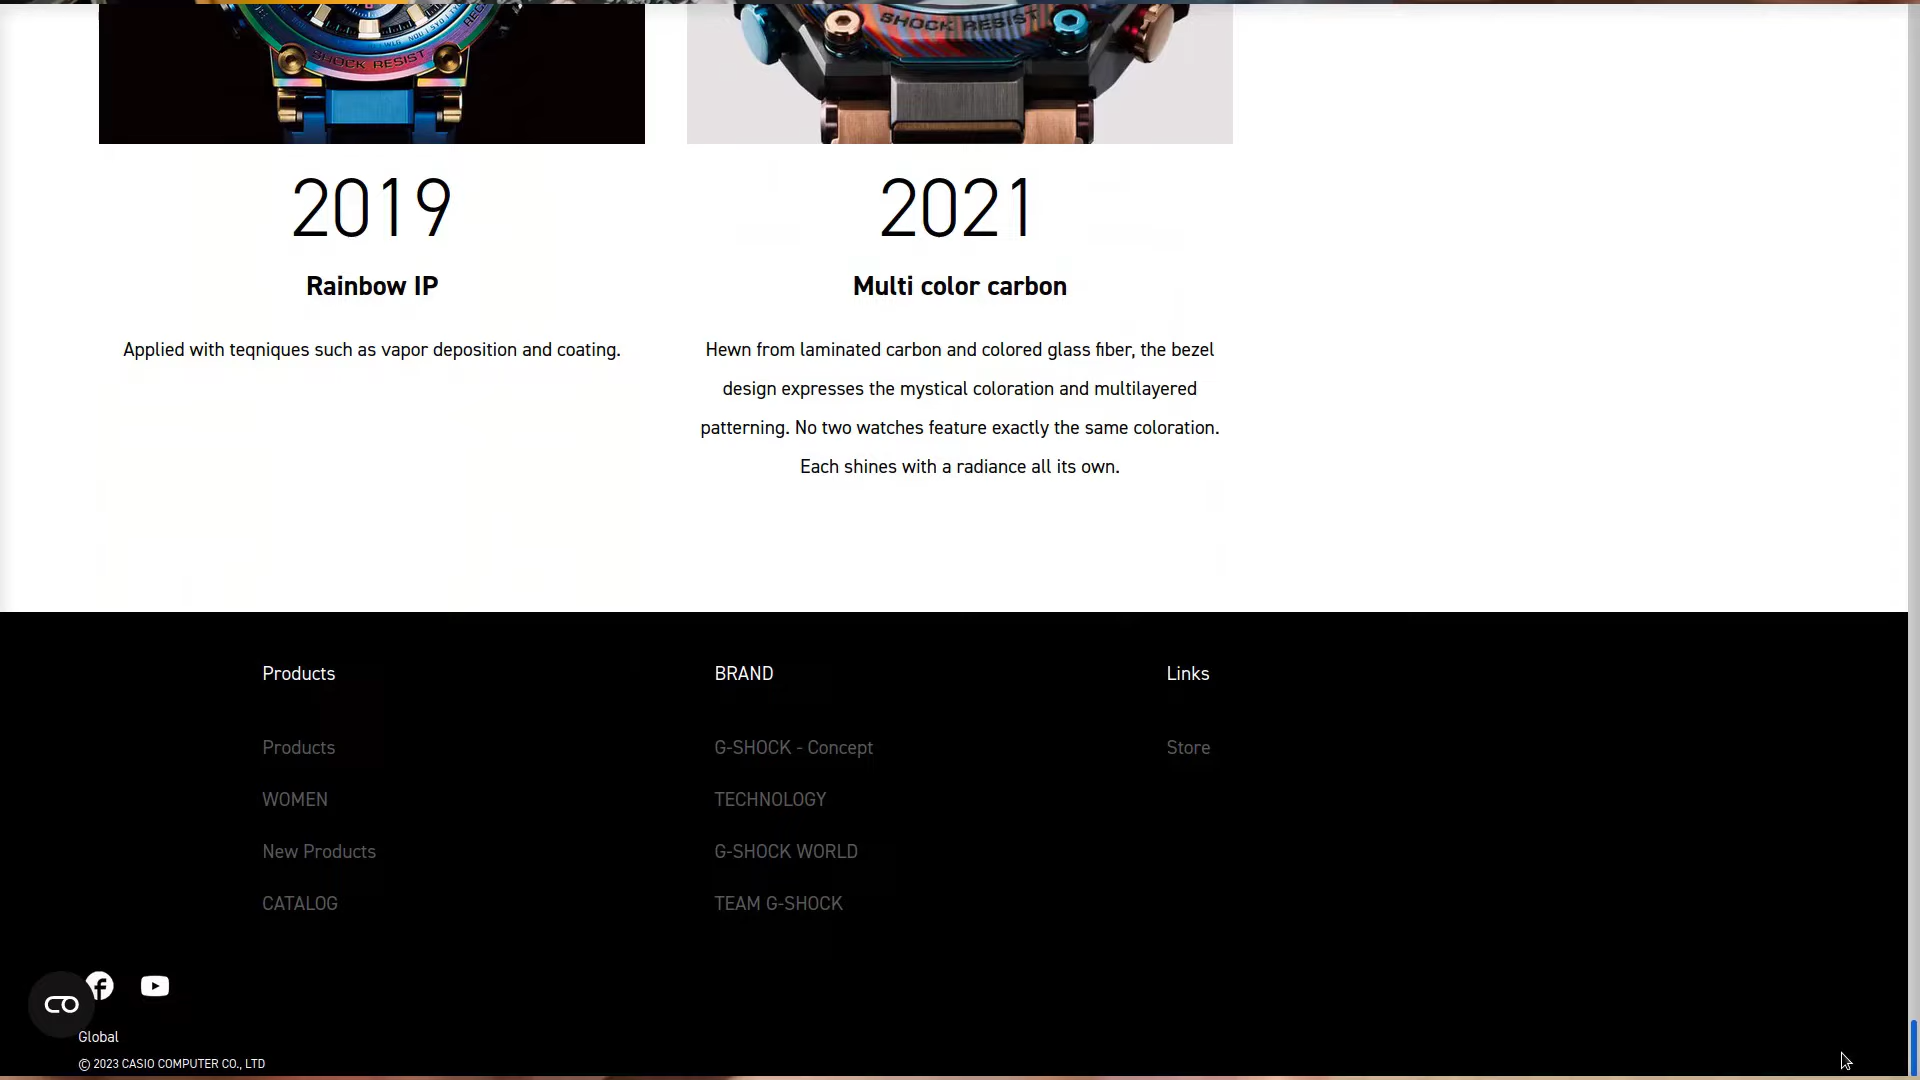 SHOCK RESIST
SHOCK RESIST
2019
Rainbow IP
Applied with teqniques such as vapor deposition and coating.
2021
Multi color carbon
Hewn from laminated carbon and colored glass fiber, the bezel
design expresses the mystical coloration and multilayered
patterning. No two watches feature exactly the same coloration.
Each shines with a radiance all its own.
Products
Products
WOMEN
New Products
CATALOG
BRAND
G-SHOCK - Concept
TECHNOLOGY
G-SHOCK WORLD
TEAM G-SHOCK
Links
Store
Global
© 2023 CASIO COMPUTER CO., LTD